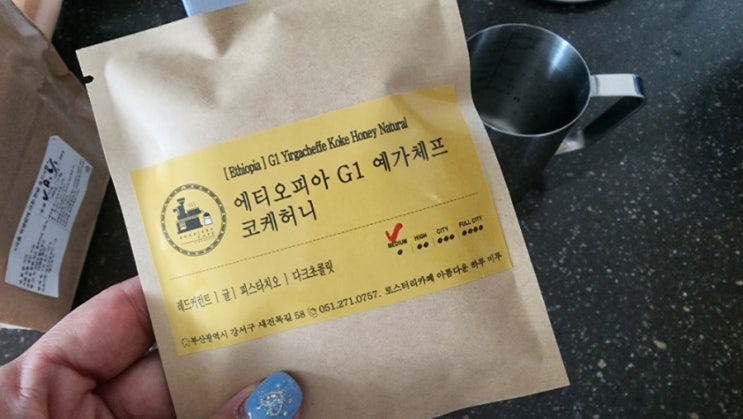 [ Ethiopia ] G1 Yirgacheffe Koke Honey Natural
에티오피아 G1 예가체프
코케허니
MEDIUM HIGH CITY FULL CITY
레드커런트 | 귤 | 피스타치오 | 다크초콜릿
부산광역시 강서구 새진목길 58 051.271.0757. 로스터리카페 아름다운 하루 미루